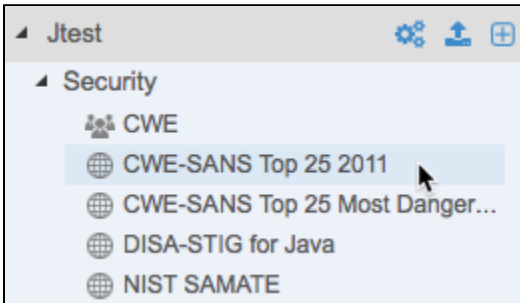 Jtest
Security
CWE
CWE-SANS Top 25 2011
CWE-SANS Top 25 Most Danger...
DISA-STIG for Java
NIST SAMATE